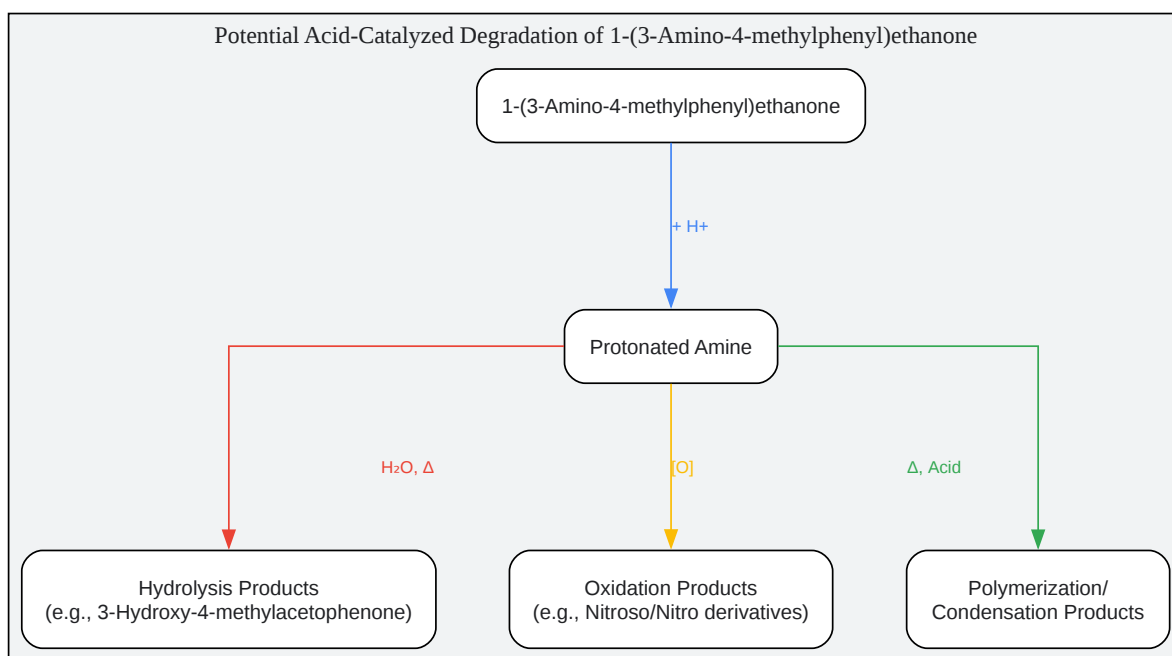 Potential Acid-Catalyzed Degradation of 1-(3-Amino-4-methylphenyl)ethanone
1-(3-Amino-4-methylphenyl)ethanone
+ H+
Protonated Amine
H₂O, Δ
[O]
Δ, Acid
Hydrolysis Products
(e.g., 3-Hydroxy-4-methylacetophenone)
Oxidation Products
(e.g., Nitroso/Nitro derivatives)
Polymerization/
Condensation Products